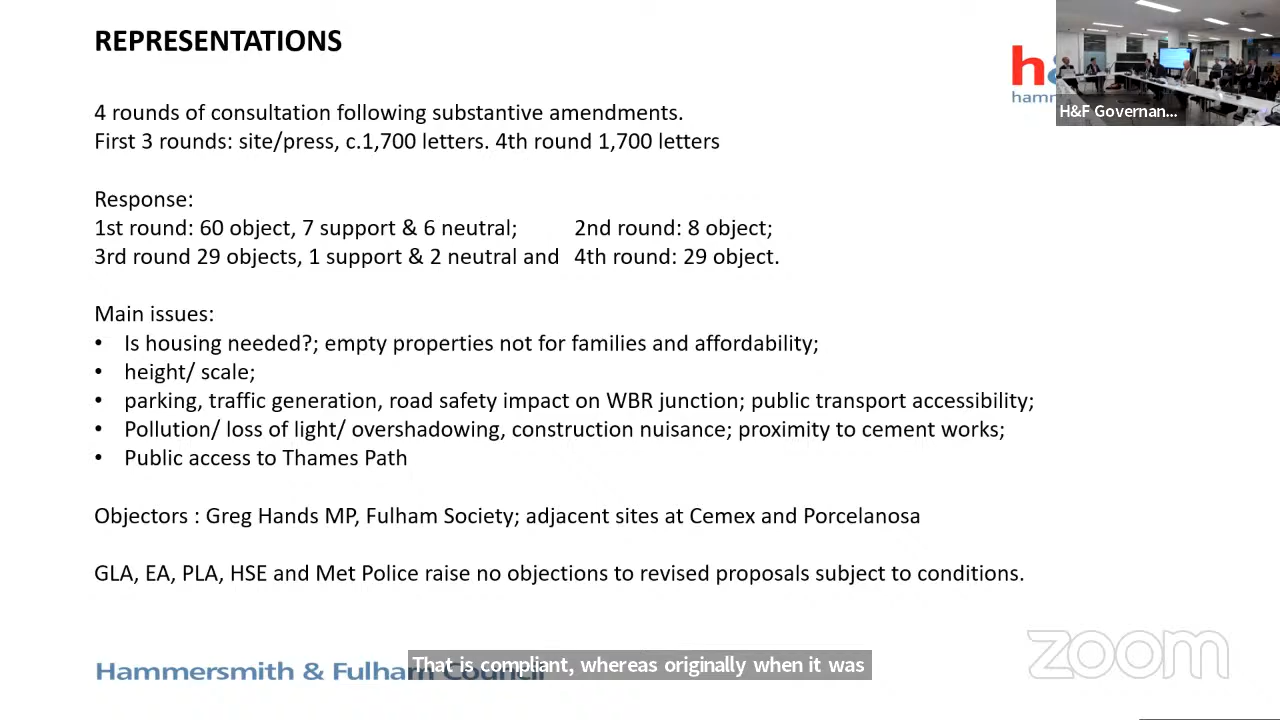 REPRESENTATIONS
h&
hammer
H&F Governan...
4 rounds of consultation following substantive amendments.
First 3 rounds: site/press, c.1,700 letters. 4th round 1,700 letters
Response:
1st round: 60 object, 7 support & 6 neutral; 2nd round: 8 object;
3rd round 29 objects, 1 support & 2 neutral and 4th round: 29 object.
Main issues:
• Is housing needed?; empty properties not for families and affordability;
• height/ scale;
• parking, traffic generation, road safety impact on WBR junction; public transport accessibility;
• Pollution/ loss of light/ overshadowing, construction nuisance; proximity to cement works;
• Public access to Thames Path
Objectors : Greg Hands MP, Fulham Society; adjacent sites at Cemex and Porcelanosa
GLA, EA, PLA, HSE and Met Police raise no objections to revised proposals subject to conditions.
Hammersmith & Fulham Council
That is compliant, whereas originally when it was
zoom